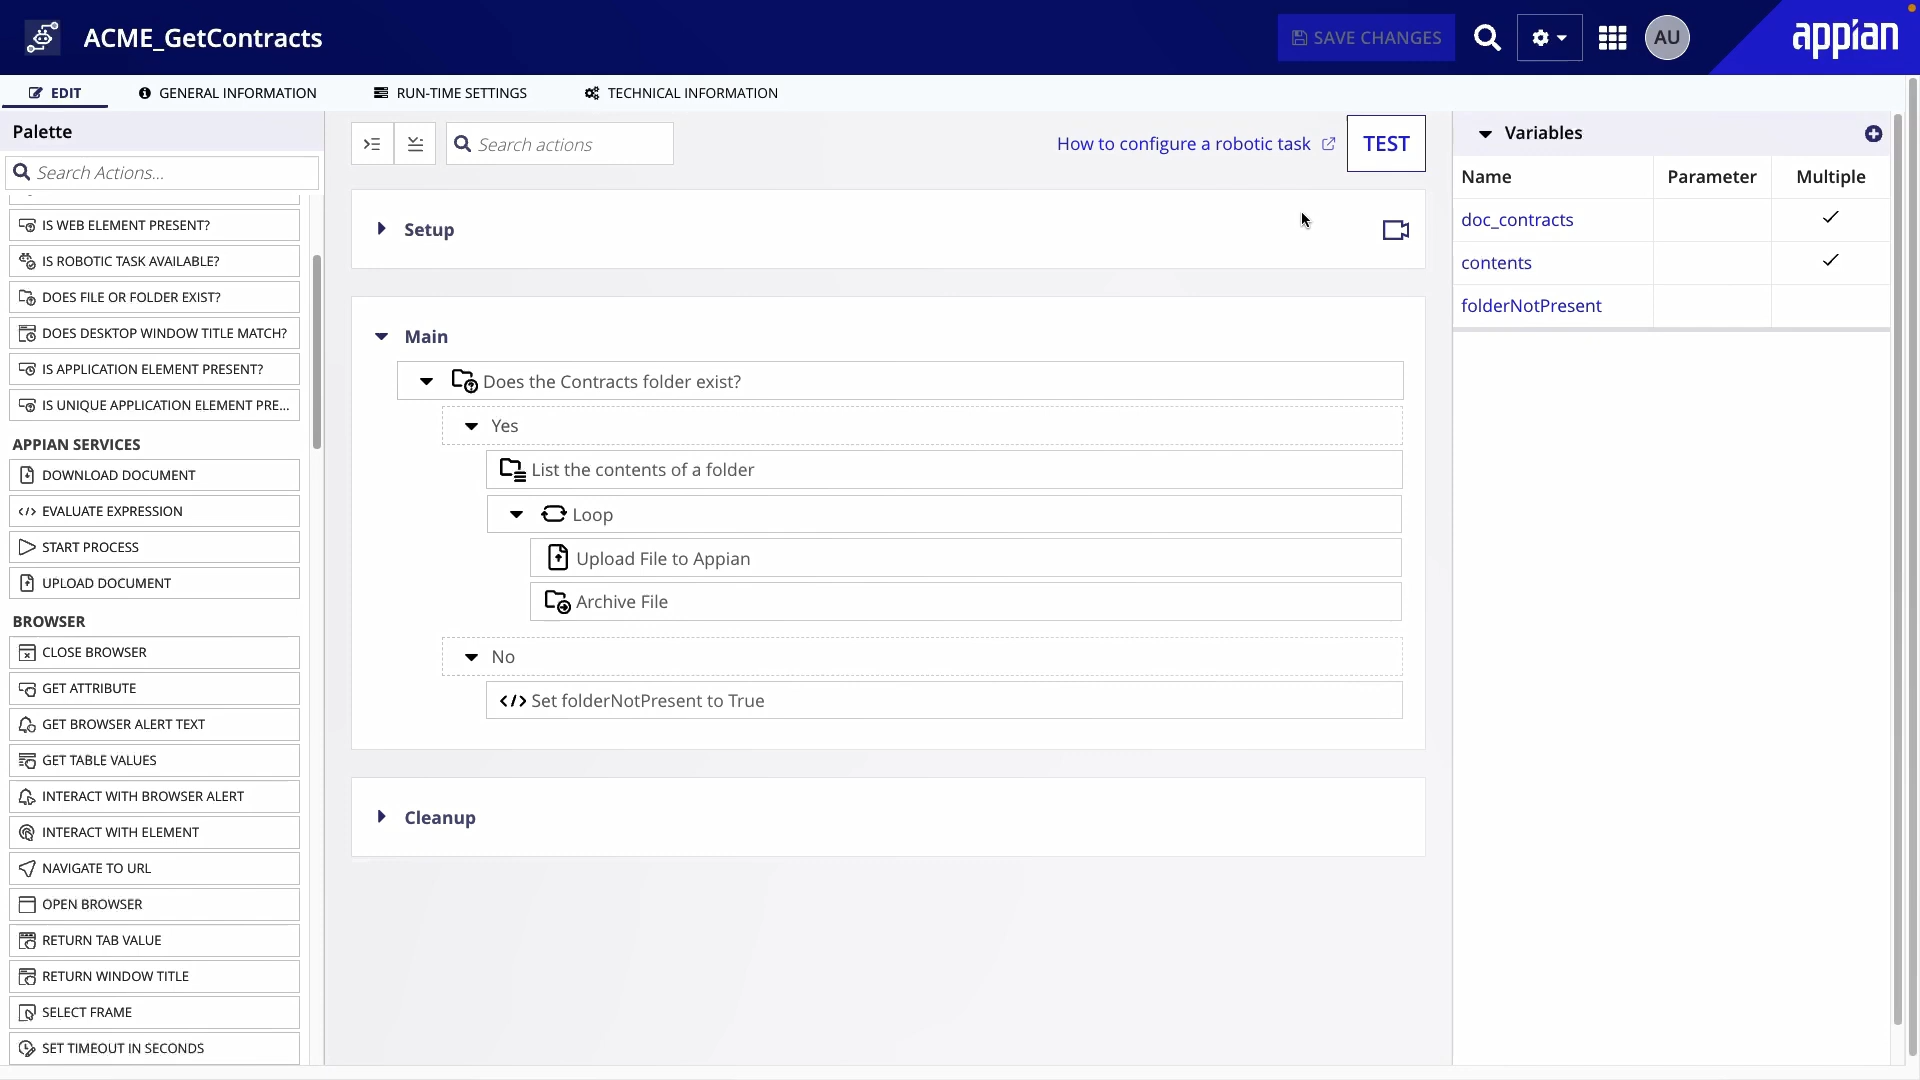 ACME_GetContracts
SAVE CHANGES
AU
appian
EDIT
GENERAL INFORMATION
RUN-TIME SETTINGS
TECHNICAL INFORMATION
Palette
Search Actions...
IS WEB ELEMENT PRESENT?
IS ROBOTIC TASK AVAILABLE?
DOES FILE OR FOLDER EXIST?
DOES DESKTOP WINDOW TITLE MATCH?
IS APPLICATION ELEMENT PRESENT?
IS UNIQUE APPLICATION ELEMENT PRE...
APPIAN SERVICES
DOWNLOAD DOCUMENT
EVALUATE EXPRESSION
START PROCESS
UPLOAD DOCUMENT
BROWSER
CLOSE BROWSER
GET ATTRIBUTE
GET BROWSER ALERT TEXT
GET TABLE VALUES
INTERACT WITH BROWSER ALERT
INTERACT WITH ELEMENT
NAVIGATE TO URL
OPEN BROWSER
RETURN TAB VALUE
RETURN WINDOW TITLE
SELECT FRAME
SET TIMEOUT IN SECONDS
Search actions
How to configure a robotic task
TEST
Setup
Main
Does the Contracts folder exist?
Yes
List the contents of a folder
Loop
Upload File to Appian
Archive File
No
Set folderNotPresent to True
Cleanup
Variables
Name Parameter Multiple
doc_contracts
contents
folderNotPresent